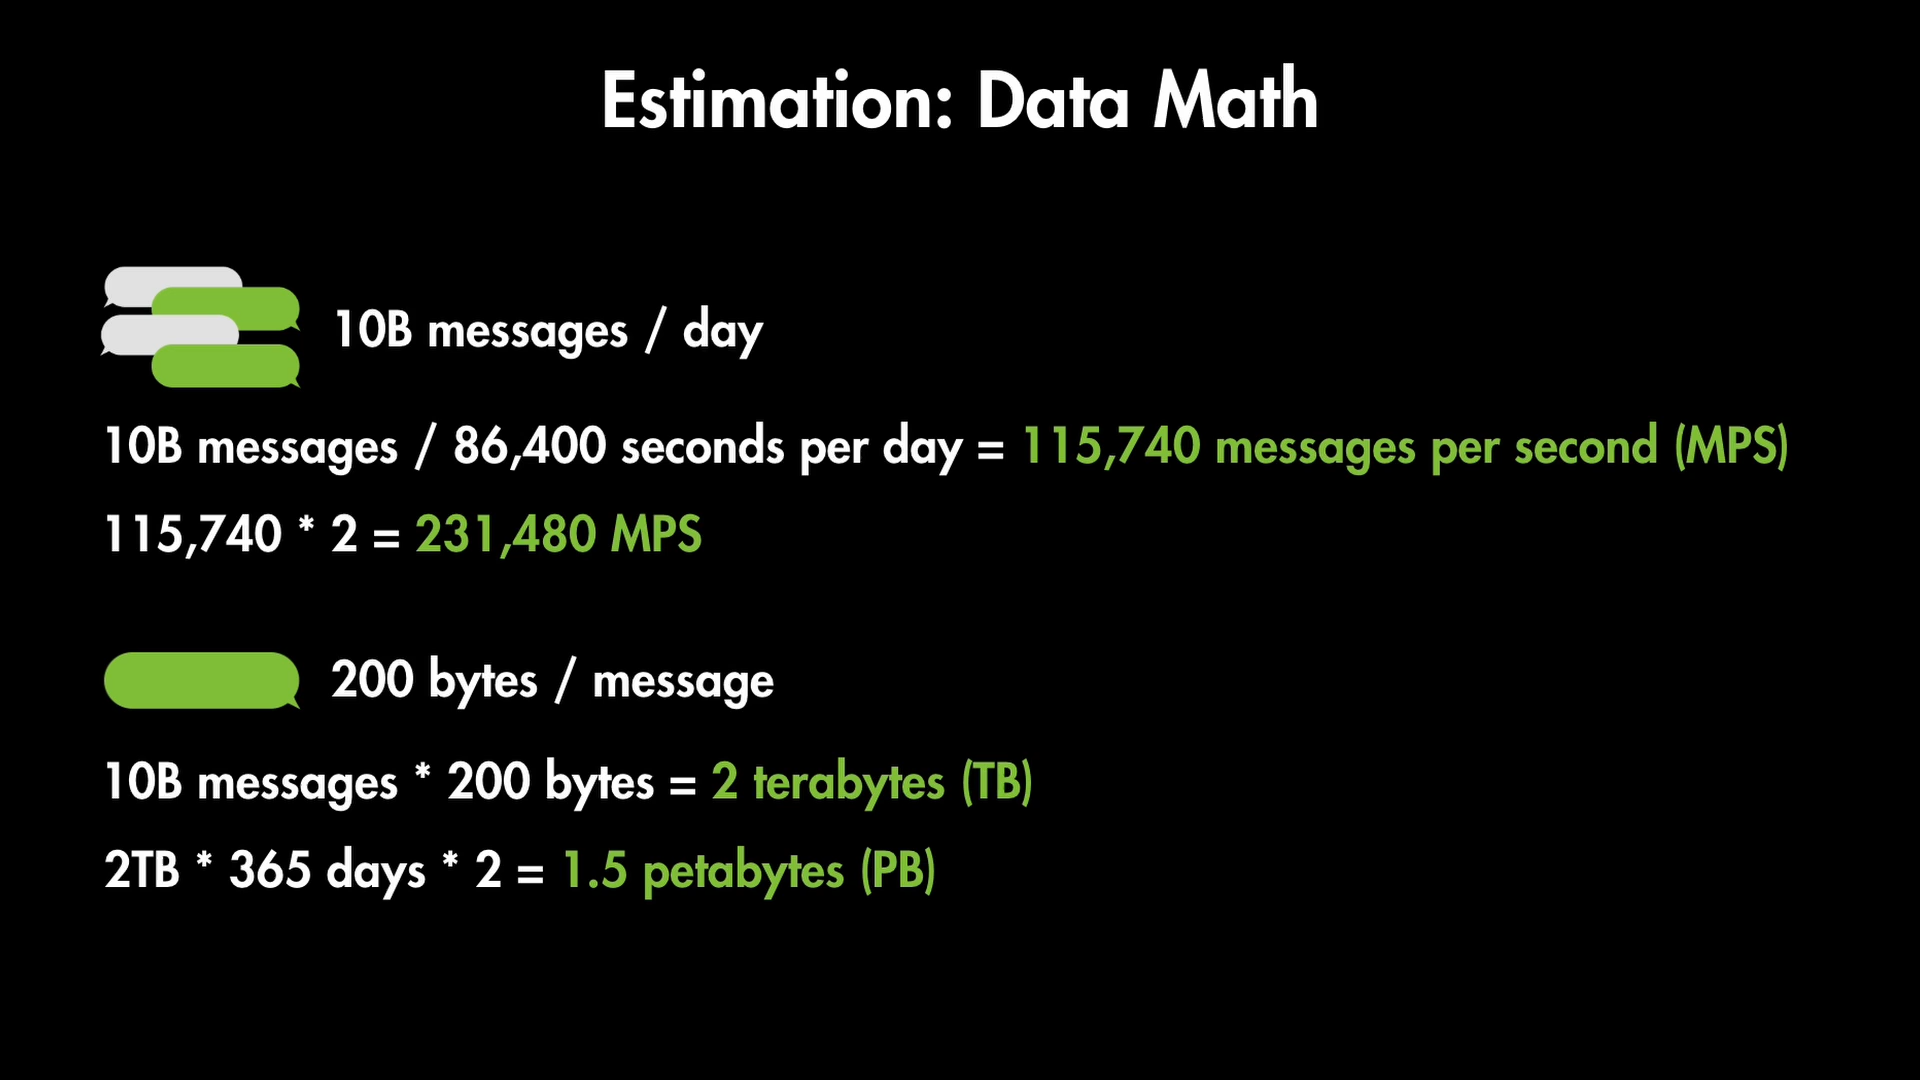 Estimation: Data Math
10B messages / day
10B messages / 86,400 seconds per day = 115,740 messages per second (MPS)
115,740 * 2 = 231,480 MPS
200 bytes / message
10B messages * 200 bytes = 2 terabytes (TB)
2TB * 365 days * 2 = 1.5 petabytes (PB)